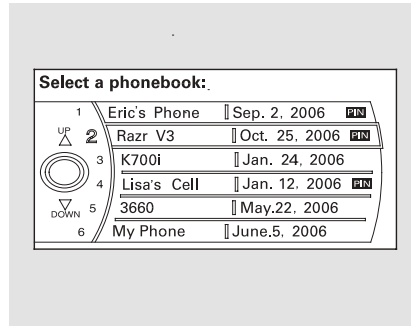 Select a phonebook:
1 Eric's Phone Sep. 2, 2006 PIN
UP 2 Razr V3 Oct. 25, 2006 PIN
3 K700i Jan. 24, 2006
4 Lisa's Cell Jan. 12, 2006 PIN
DOWN 5 3660 May.22, 2006
6 My Phone June.5, 2006